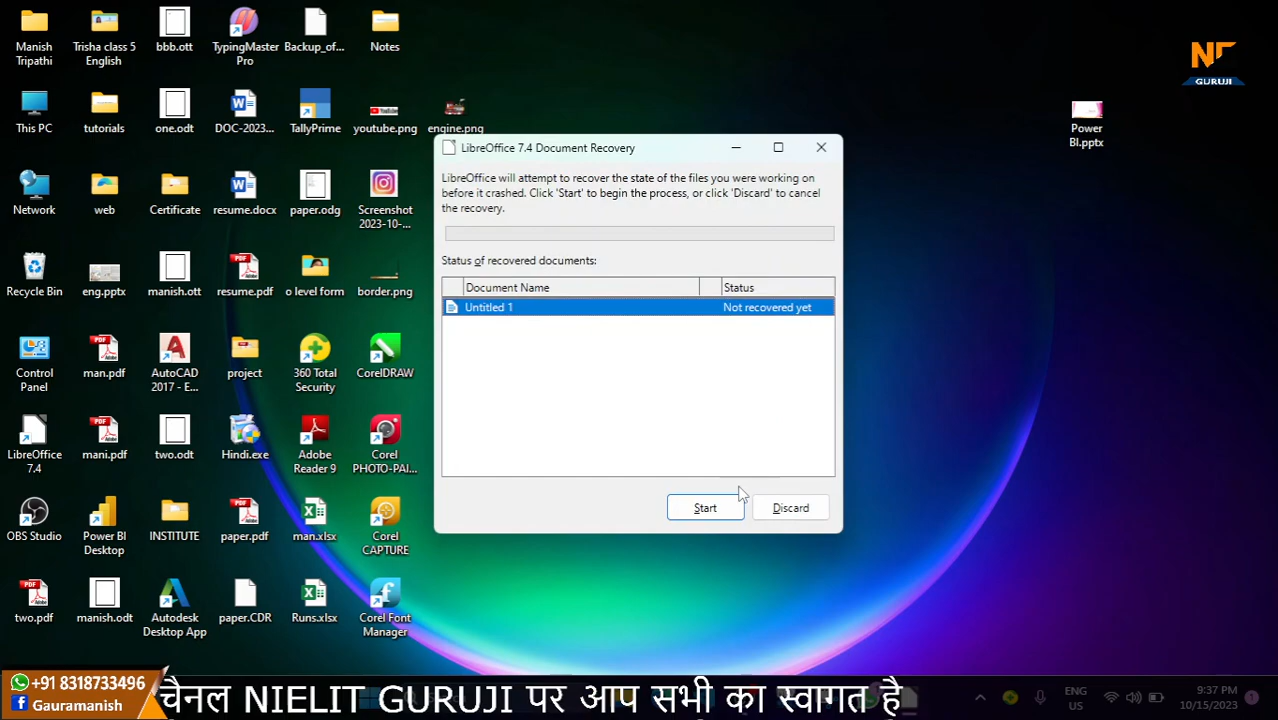 Manish Tripathi
Trisha class 5 English
bbb.ott
TypingMaster Pro
Backup_of...
Notes
NT
GURUJI
This PC
tutorials
one.odt
DOC-2023...
TallyPrime
youtube.png
engine.png
Power BI.pptx
LibreOffice 7.4 Document Recovery
LibreOffice will attempt to recover the state of the files you were working on
before it crashed. Click 'Start' to begin the process, or click 'Discard' to cancel
the recovery.
Status of recovered documents:
Document Name
Status
Untitled 1
Not recovered yet
Start
Discard
Network
web
Certificate
resume.docx
paper.odg
Screenshot 2023-10-...
Recycle Bin
eng.pptx
manish.ott
resume.pdf
o level form
border.png
Control Panel
man.pdf
AutoCAD 2017 - E...
project
360 Total Security
CorelDRAW
LibreOffice 7.4
mani.pdf
two.odt
Hindi.exe
Adobe Reader 9
Corel PHOTO-PAI...
OBS Studio
Power BI Desktop
INSTITUTE
paper.pdf
man.xlsx
Corel CAPTURE
two.pdf
manish.odt
Autodesk Desktop App
paper.CDR
Runs.xlsx
Corel Font Manager
+91 8318733496
Gauramanish
चैनल NIELIT GURUJI पर आप सभी का स्वागत है
ENG
US
9:37 PM
10/15/2023
1